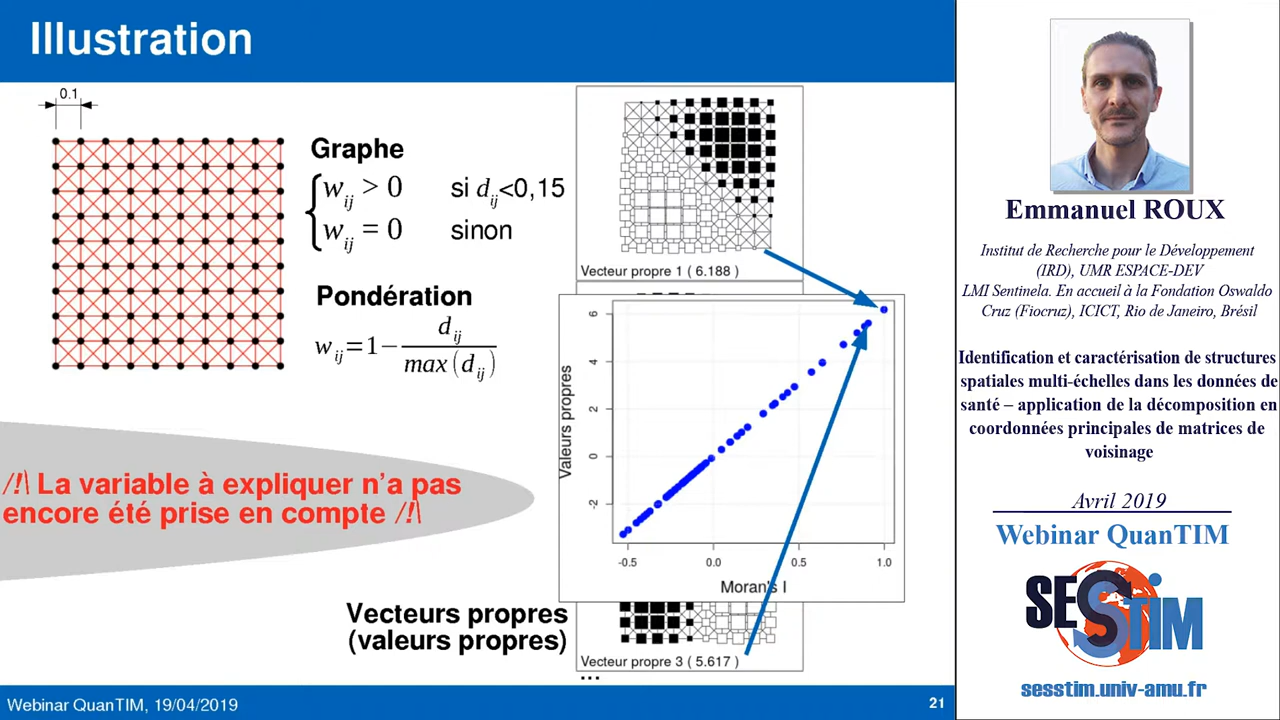 Illustration
0.1
Graphe
w_ij > 0 si d_ij<0,15
w_ij = 0 sinon
Pondération
w_ij=1− d_ij
max(d_ij)
/!\ La variable à expliquer n’a pas
encore été prise en compte /!\
Vecteurs propres
(valeurs propres)
Vecteur propre 1 ( 6.188 )
Valeurs propres
6
4
2
0
-2
-0.5 0.0 0.5 1.0
Moran's I
Vecteur propre 3 ( 5.617 )
...
Webinar QuanTIM, 19/04/2019
21
Emmanuel ROUX
Institut de Recherche pour le Développement
(IRD), UMR ESPACE-DEV
LMI Sentinela. En accueil à la Fondation Oswaldo
Cruz (Fiocruz), ICICT, Rio de Janeiro, Brésil
Identification et caractérisation de structures
spatiales multi-échelles dans les données de
santé – application de la décomposition en
coordonnées principales de matrices de
voisinage
Avril 2019
Webinar QuanTIM
SESSTIM
sesstim.univ-amu.fr